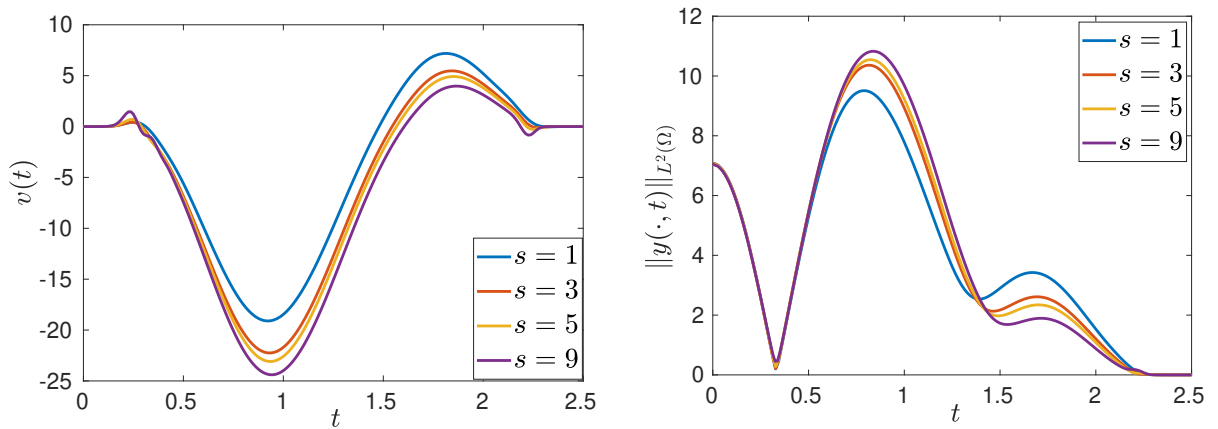 10
5
0
-5
-10
-15
-20
-25
0
0.5
1
1.5
2
2.5
v(t)
t
s = 1
s = 3
s = 5
s = 9
12
10
8
6
4
2
0
0
0.5
1
1.5
2
2.5
‖y(·, t)‖_{L²(Ω)}
t
s = 1
s = 3
s = 5
s = 9